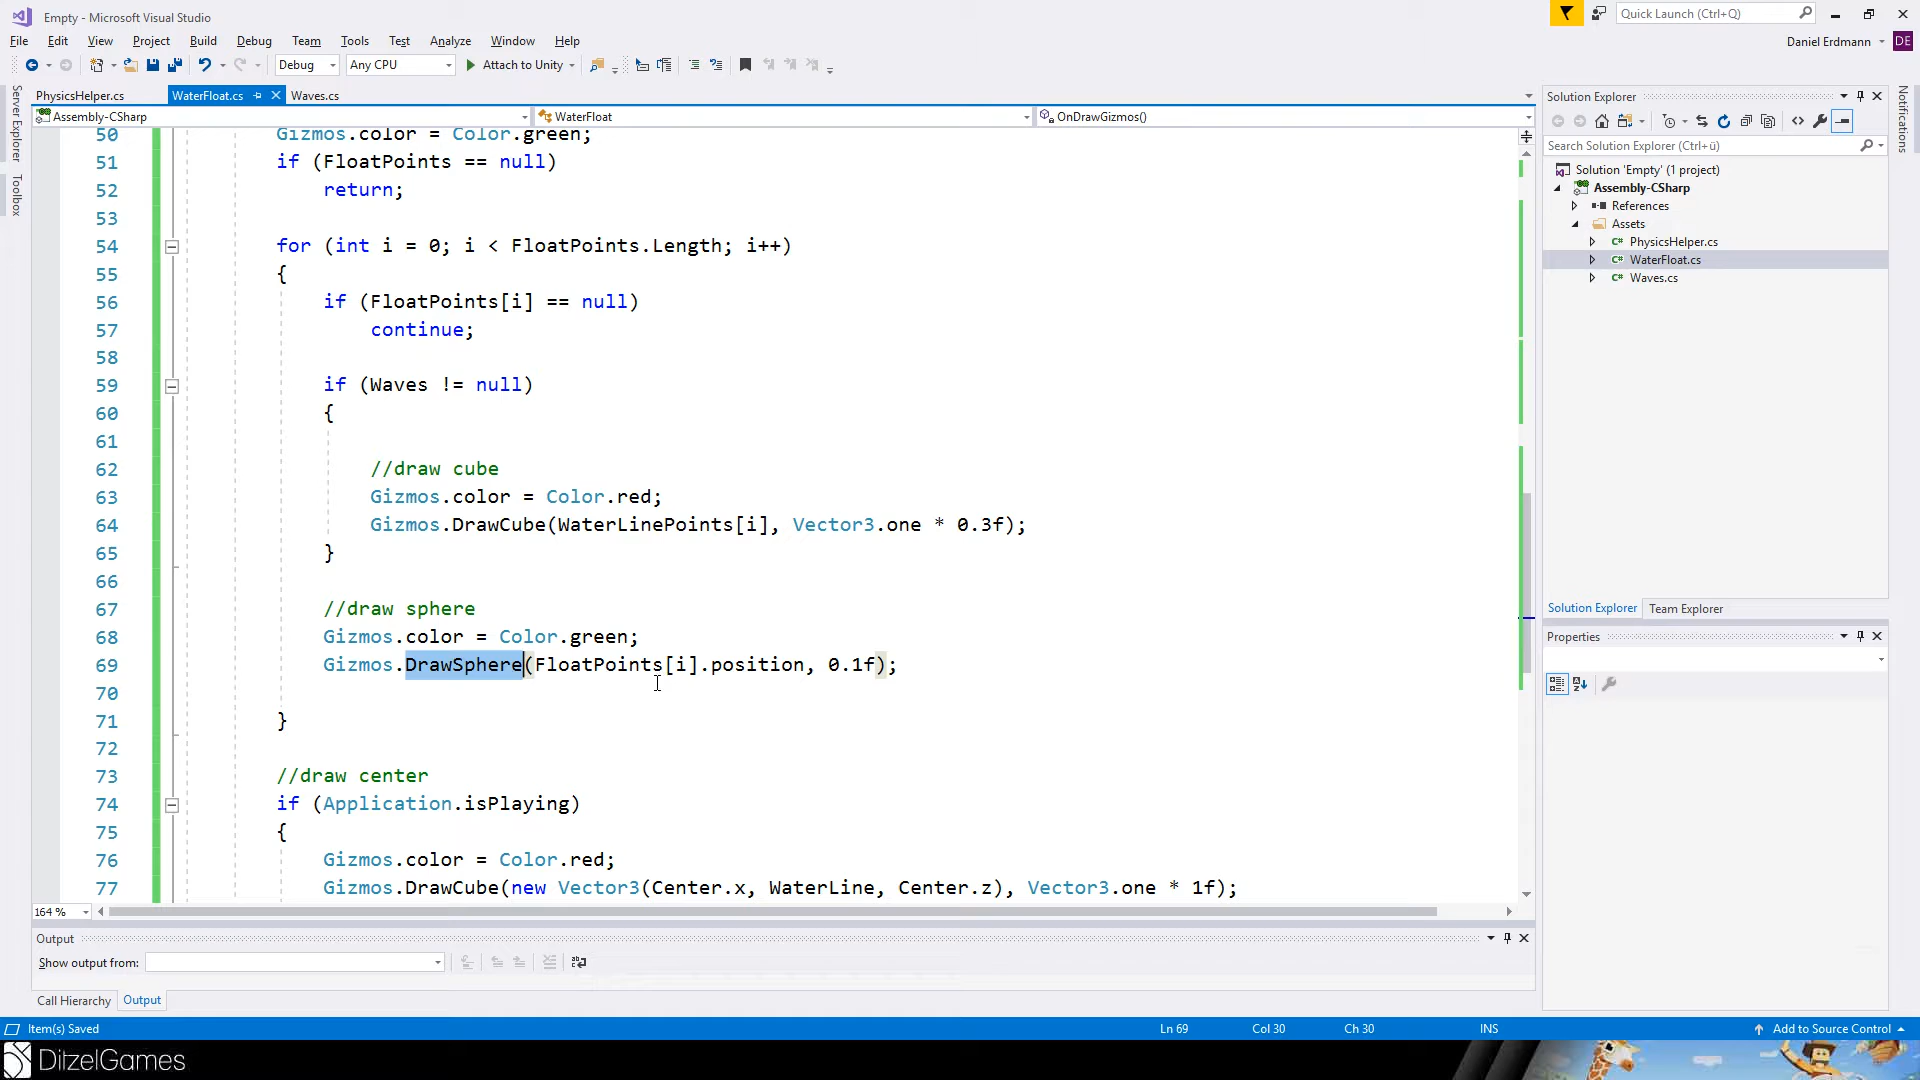 Empty - Microsoft Visual Studio
Quick Launch (Ctrl+Q)
File Edit View Project Build Debug Team Tools Test Analyze Window Help
Daniel Erdmann DE
Debug Any CPU Attach to Unity
PhysicsHelper.cs WaterFloat.cs Waves.cs
Assembly-CSharp WaterFloat OnDrawGizmos()
Server Explorer
Toolbox
50 Gizmos.color = Color.green;
51 if (FloatPoints == null)
52 return;
53
54 for (int i = 0; i < FloatPoints.Length; i++)
55 {
56 if (FloatPoints[i] == null)
57 continue;
58
59 if (Waves != null)
60 {
61
62 //draw cube
63 Gizmos.color = Color.red;
64 Gizmos.DrawCube(WaterLinePoints[i], Vector3.one * 0.3f);
65 }
66
67 //draw sphere
68 Gizmos.color = Color.green;
69 Gizmos.DrawSphere(FloatPoints[i].position, 0.1f);
70
71 }
72
73 //draw center
74 if (Application.isPlaying)
75 {
76 Gizmos.color = Color.red;
77 Gizmos.DrawCube(new Vector3(Center.x, WaterLine, Center.z), Vector3.one * 1f);
164 %
Output
Show output from:
Call Hierarchy Output
Solution Explorer
Search Solution Explorer (Ctrl+ü)
Solution 'Empty' (1 project)
Assembly-CSharp
References
Assets
C# PhysicsHelper.cs
C# WaterFloat.cs
C# Waves.cs
Solution Explorer Team Explorer
Properties
Notifications
Item(s) Saved Ln 69 Col 30 Ch 30 INS Add to Source Control
DitzelGames